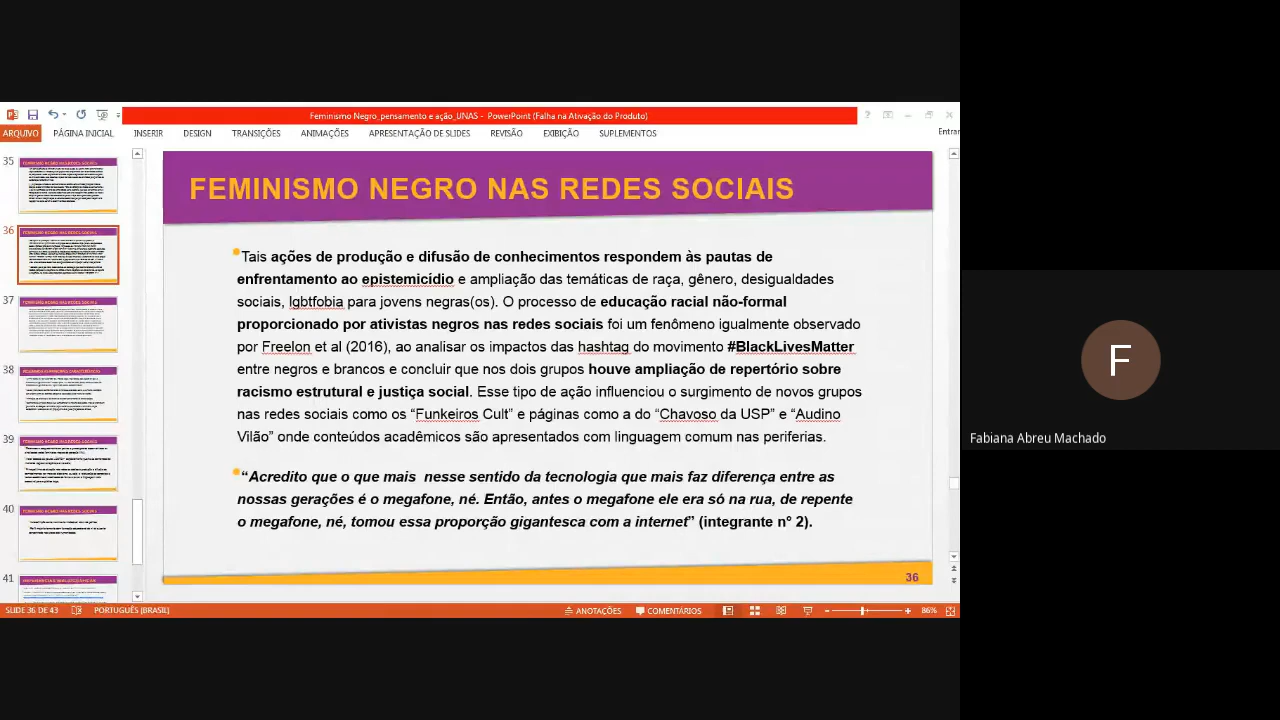 Feminismo Negro_pensamento e ação_UNAS - PowerPoint (Falha na Ativação do Produto)
ARQUIVO PÁGINA INICIAL INSERIR DESIGN TRANSIÇÕES ANIMAÇÕES APRESENTAÇÃO DE SLIDES REVISÃO EXIBIÇÃO SUPLEMENTOS Entrar
35
36
37
38
39
40
41
FEMINISMO NEGRO NAS REDES SOCIAIS
Tais ações de produção e difusão de conhecimentos respondem às pautas de
enfrentamento ao epistemicídio e ampliação das temáticas de raça, gênero, desigualdades
sociais, lgbtfobia para jovens negras(os). O processo de educação racial não-formal
proporcionado por ativistas negros nas redes sociais foi um fenômeno igualmente observado
por Freelon et al (2016), ao analisar os impactos das hashtag do movimento #BlackLivesMatter
entre negros e brancos e concluir que nos dois grupos houve ampliação de repertório sobre
racismo estrutural e justiça social. Esse tipo de ação influenciou o surgimento de novos grupos
nas redes sociais como os “Funkeiros Cult” e páginas como a do “Chavoso da USP” e “Audino
Vilão” onde conteúdos acadêmicos são apresentados com linguagem comum nas periferias.
“Acredito que o que mais nesse sentido da tecnologia que mais faz diferença entre as
nossas gerações é o megafone, né. Então, antes o megafone ele era só na rua, de repente
o megafone, né, tomou essa proporção gigantesca com a internet” (integrante n° 2).
36
SLIDE 36 DE 43 PORTUGUÊS (BRASIL) ANOTAÇÕES COMENTÁRIOS 86%
F
Fabiana Abreu Machado